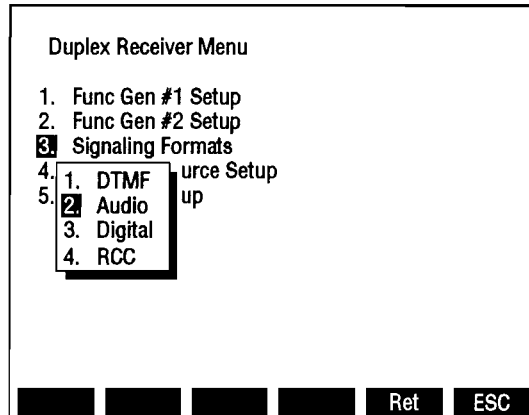 Duplex Receiver Menu
1. Func Gen #1 Setup
2. Func Gen #2 Setup
3. Signaling Formats
4. urce Setup
5. up
1. DTMF
2. Audio
3. Digital
4. RCC
Ret ESC